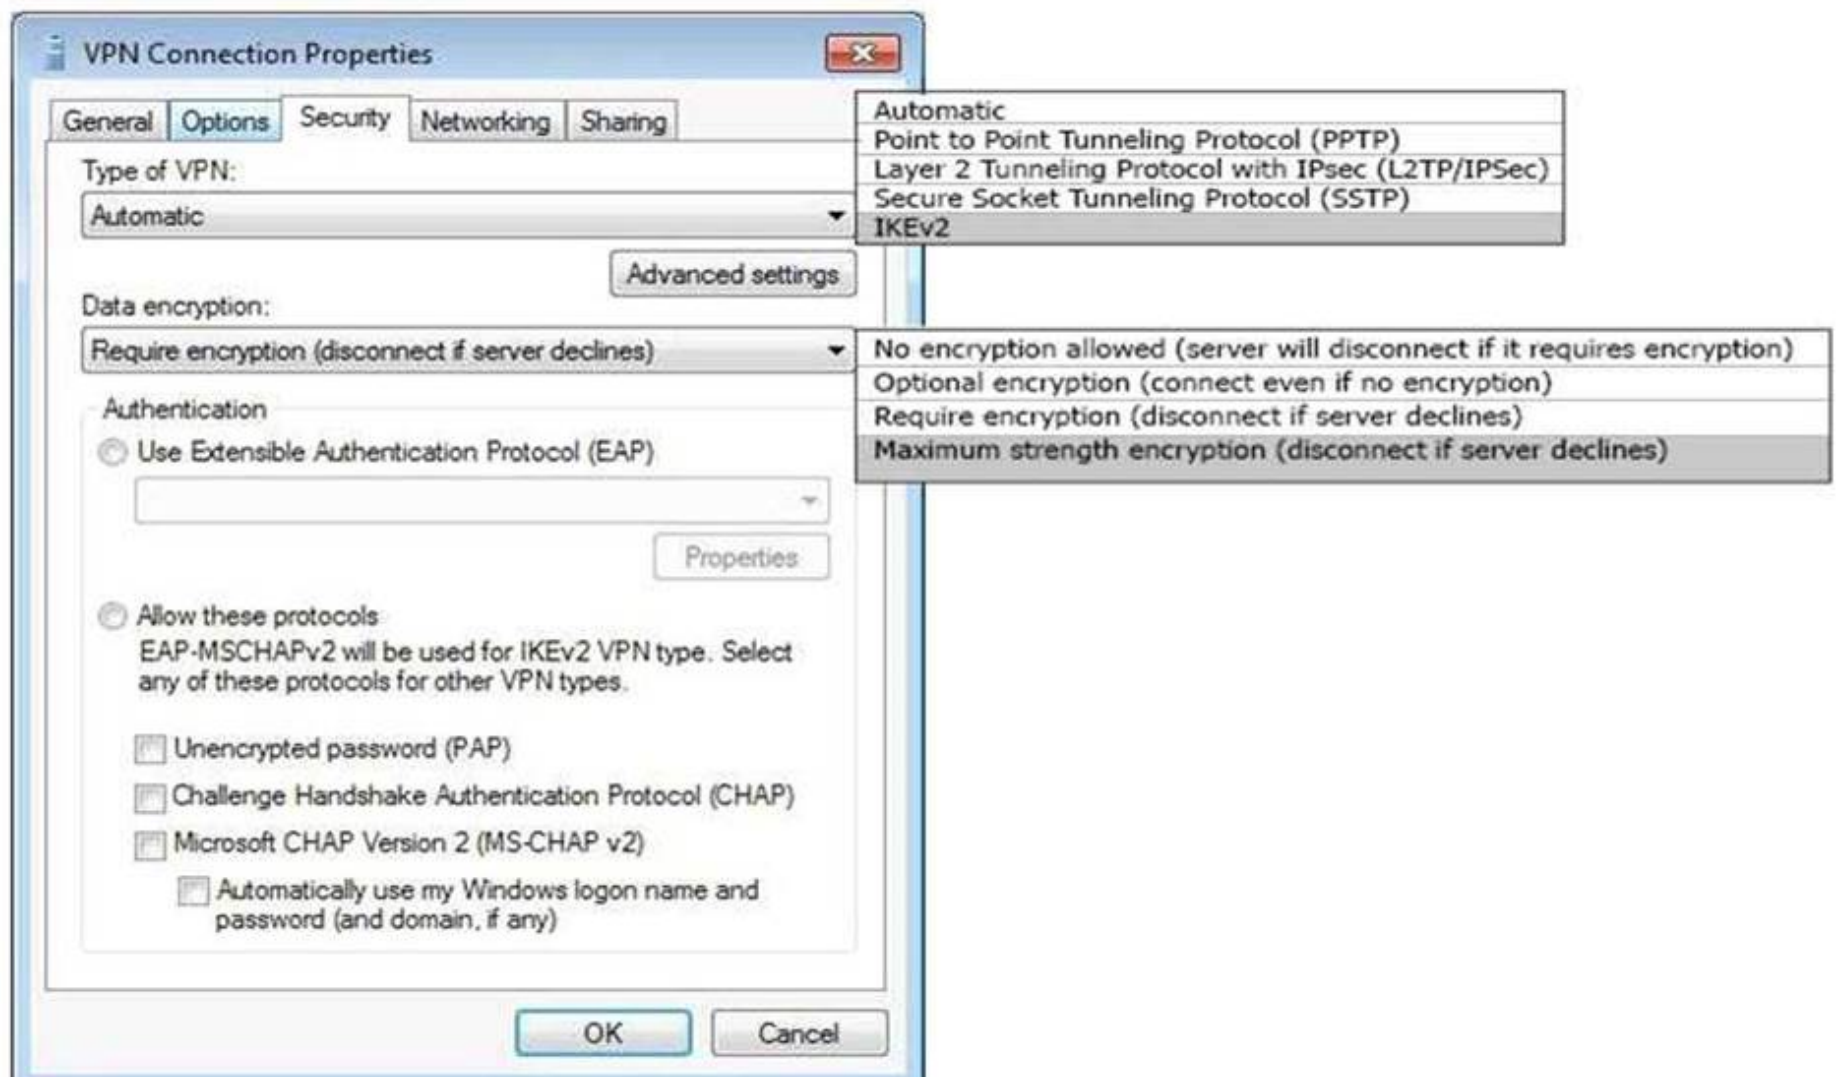 VPN Connection Properties
General Options Security Networking Sharing
Type of VPN:
Automatic
Automatic
Point to Point Tunneling Protocol (PPTP)
Layer 2 Tunneling Protocol with IPsec (L2TP/IPSec)
Secure Socket Tunneling Protocol (SSTP)
IKEv2
Advanced settings
Data encryption:
Require encryption (disconnect if server declines)
No encryption allowed (server will disconnect if it requires encryption)
Optional encryption (connect even if no encryption)
Require encryption (disconnect if server declines)
Maximum strength encryption (disconnect if server declines)
Authentication
Use Extensible Authentication Protocol (EAP)
Properties
Allow these protocols
EAP-MSCHAPv2 will be used for IKEv2 VPN type. Select
any of these protocols for other VPN types.
Unencrypted password (PAP)
Challenge Handshake Authentication Protocol (CHAP)
Microsoft CHAP Version 2 (MS-CHAP v2)
Automatically use my Windows logon name and
password (and domain, if any)
OK Cancel